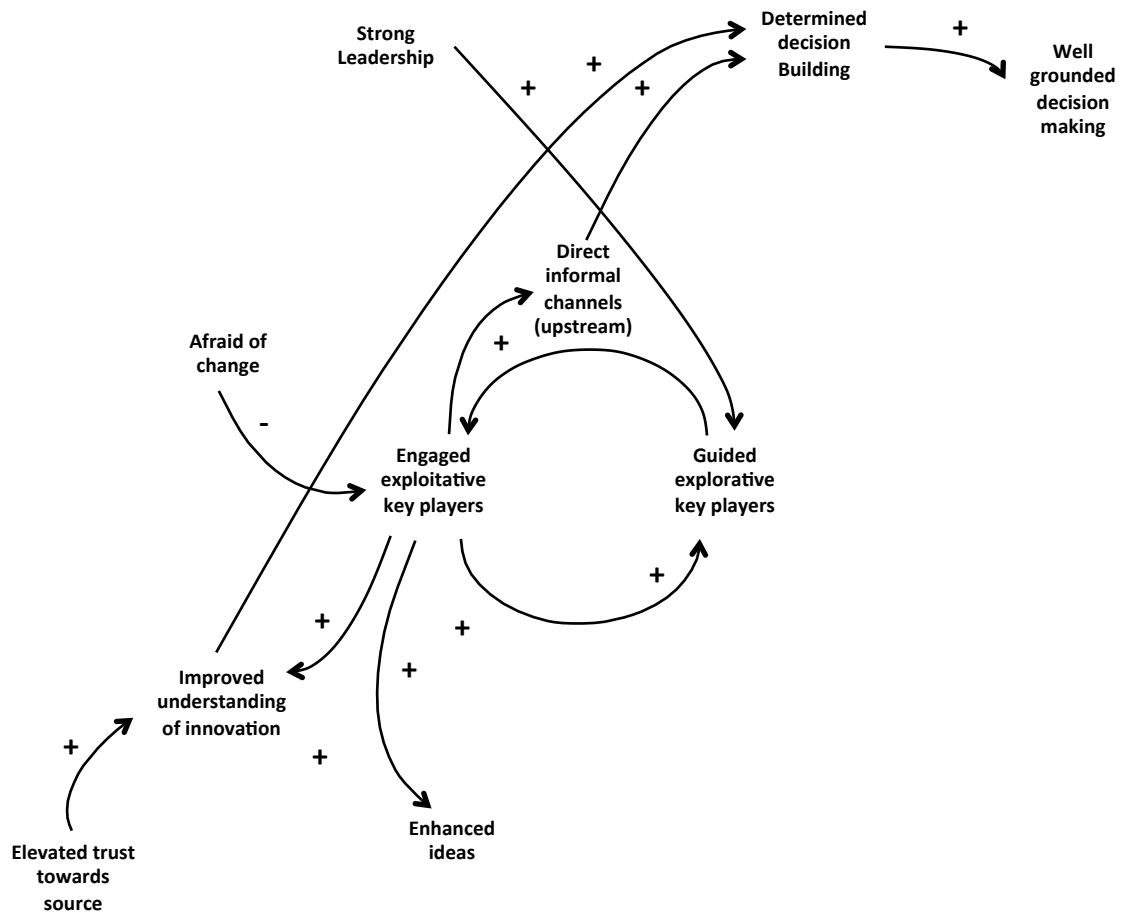 Strong
Leadership
+
+
+
Determined
decision
Building
+
Well
grounded
decision
making
Direct
informal
channels
(upstream)
+
Afraid of
change
-
Engaged
exploitative
key players
Guided
explorative
key players
+
+
+
+
Improved
understanding
of innovation
+
+
Elevated trust
towards
source
Enhanced
ideas